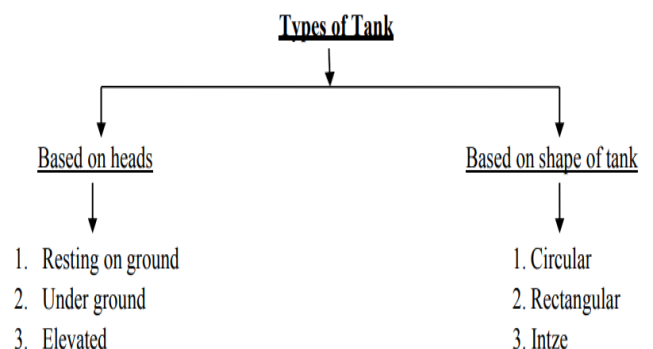 Types of Tank
Based on heads
1. Resting on ground
2. Under ground
3. Elevated
Based on shape of tank
1. Circular
2. Rectangular
3. Intze